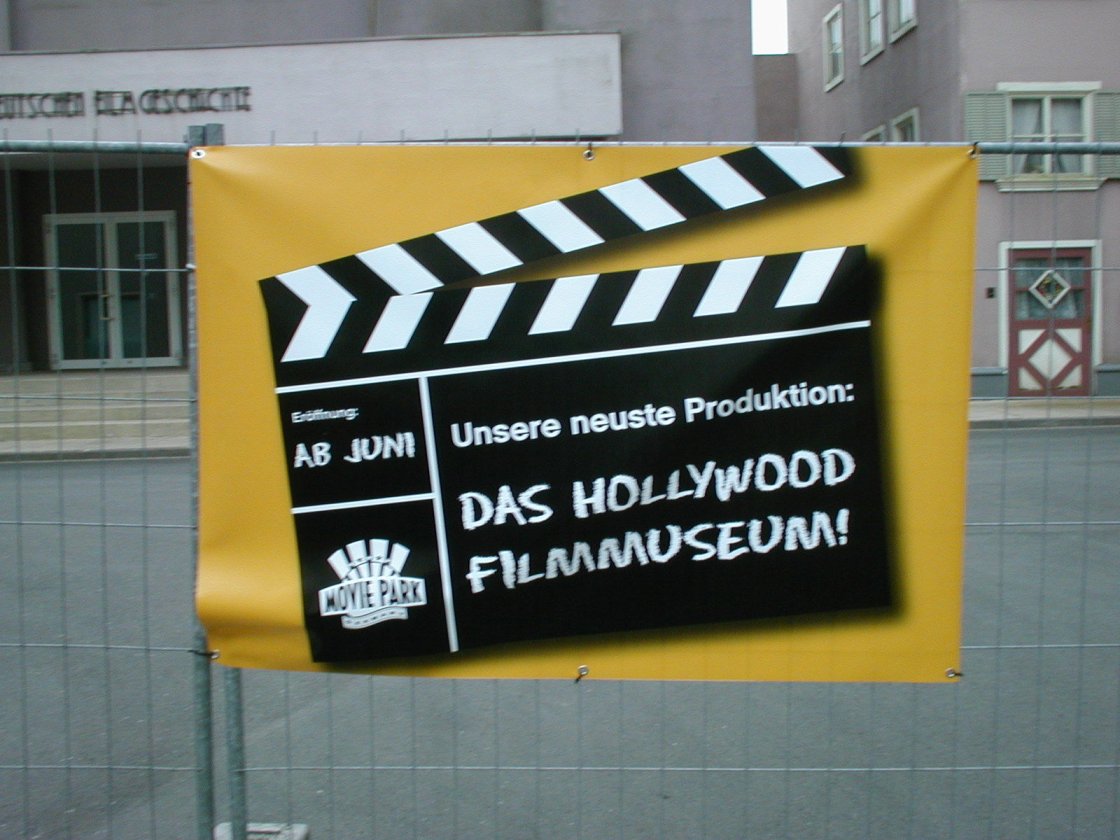 DEUTSCHEN FILMGESCHICHTE
Eröffnung:
AB JUNI
Unsere neuste Produktion:
DAS HOLLYWOOD
FILMMUSEUM!
MOVIE PARK